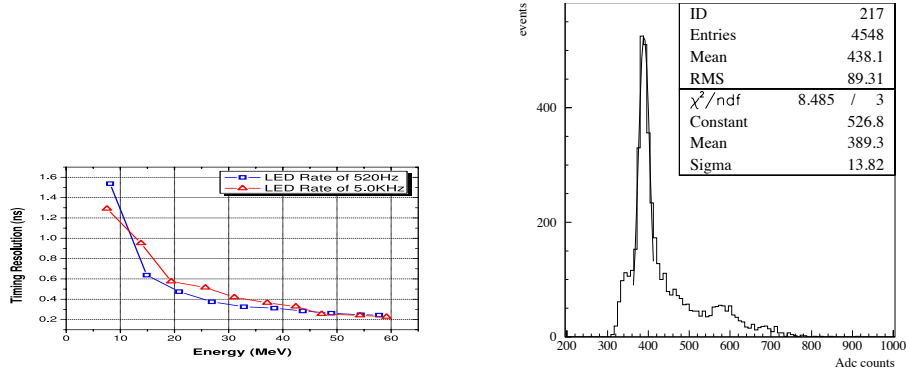 LED Rate of 520Hz
LED Rate of 5.0KHz
Timing Resolution (ns)
1.6
1.4
1.2
1.0
0.8
0.6
0.4
0.2
0 10 20 30 40 50 60
Energy (MeV)
events
ID 217
Entries 4548
Mean 438.1
RMS 89.31
χ²/ndf 8.485 / 3
Constant 526.8
Mean 389.3
Sigma 13.82
400
200
0
200 300 400 500 600 700 800 900 1000
Adc counts